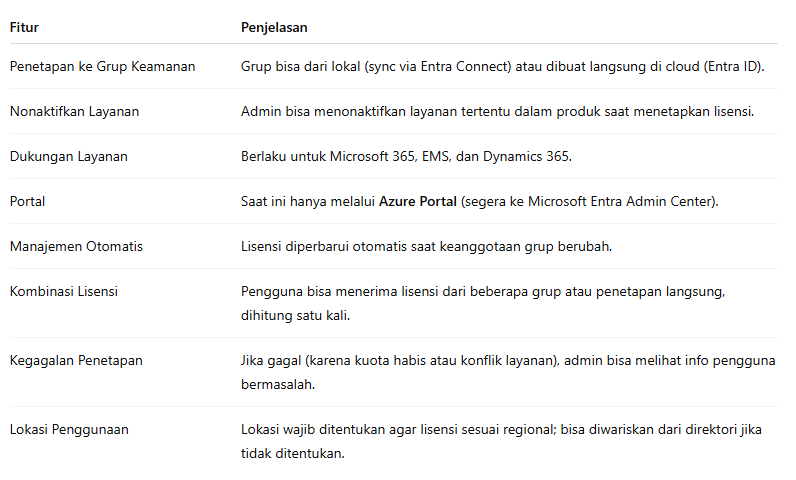 Fitur Penjelasan
Penetapan ke Grup Keamanan Grup bisa dari lokal (sync via Entra Connect) atau dibuat langsung di cloud (Entra ID).
Nonaktifkan Layanan Admin bisa menonaktifkan layanan tertentu dalam produk saat menetapkan lisensi.
Dukungan Layanan Berlaku untuk Microsoft 365, EMS, dan Dynamics 365.
Portal Saat ini hanya melalui Azure Portal (segera ke Microsoft Entra Admin Center).
Manajemen Otomatis Lisensi diperbarui otomatis saat keanggotaan grup berubah.
Kombinasi Lisensi Pengguna bisa menerima lisensi dari beberapa grup atau penetapan langsung,
dihitung satu kali.
Kegagalan Penetapan Jika gagal (karena kuota habis atau konflik layanan), admin bisa melihat info pengguna
bermasalah.
Lokasi Penggunaan Lokasi wajib ditentukan agar lisensi sesuai regional; bisa diwariskan dari direktori jika
tidak ditentukan.